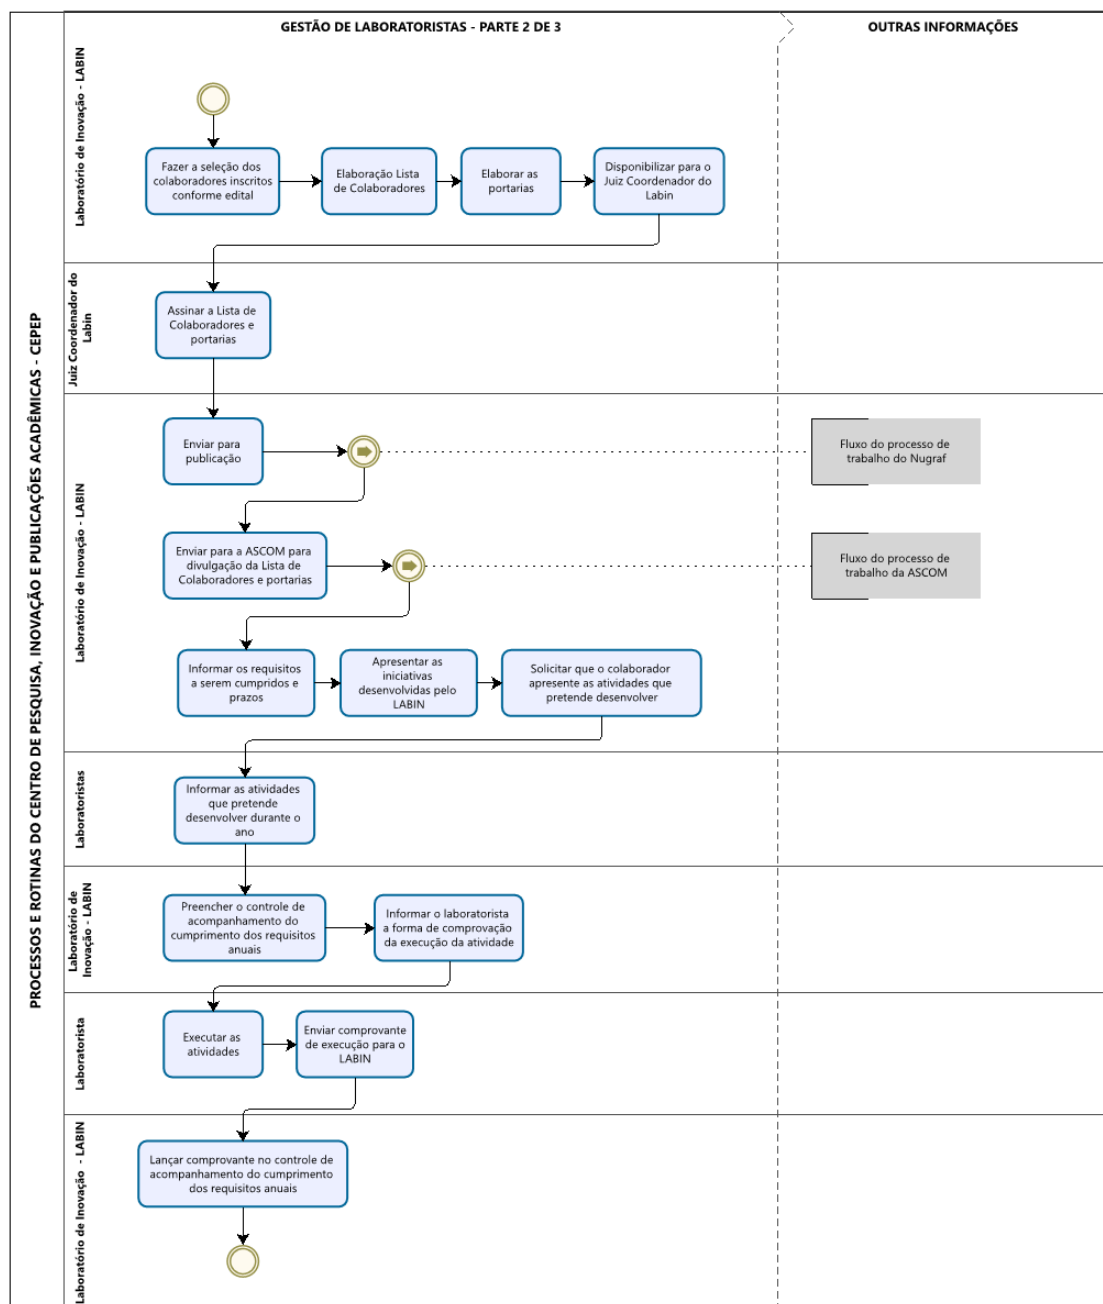 PROCESSOS E ROTINAS DO CENTRO DE PESQUISA, INOVAÇÃO E PUBLICAÇÕES ACADÊMICAS - CEPEP
GESTÃO DE LABORATORISTAS - PARTE 2 DE 3
OUTRAS INFORMAÇÕES
Laboratório de Inovação - LABIN
Fazer a seleção dos
colaboradores inscritos
conforme edital
Elaboração Lista
de Colaboradores
Elaborar as
portarias
Disponibilizar para o
Juiz Coordenador do
Labin
Juiz Coordenador do
Labin
Assinar a Lista de
Colaboradores e
portarias
Laboratório de Inovação - LABIN
Enviar para
publicação
Fluxo do processo de
trabalho do Nugraf
Enviar para a ASCOM para
divulgação da Lista de
Colaboradores e portarias
Fluxo do processo de
trabalho da ASCOM
Informar os requisitos
a serem cumpridos e
prazos
Apresentar as
iniciativas
desenvolvidas pelo
LABIN
Solicitar que o colaborador
apresente as atividades que
pretende desenvolver
Laboratoristas
Informar as atividades
que pretende
desenvolver durante o
ano
Laboratório de
Inovação - LABIN
Preencher o controle de
acompanhamento do
cumprimento dos requisitos
anuais
Informar o laboratorista
a forma de comprovação
da execução da atividade
Laboratorista
Executar as
atividades
Enviar comprovante
de execução para o
LABIN
Laboratório de Inovação - LABIN
Lançar comprovante no controle de
acompanhamento do cumprimento
dos requisitos anuais